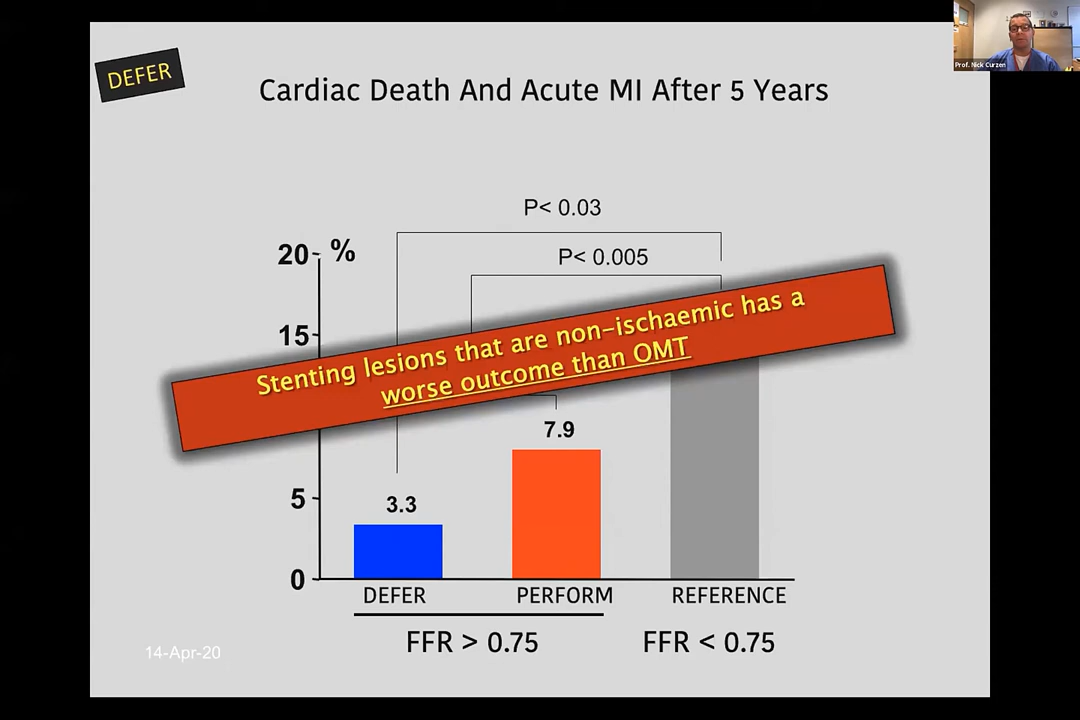 Prof. Nick Curzen
DEFER
Cardiac Death And Acute MI After 5 Years
P< 0.03
20
%
P< 0.005
15
Stenting lesions that are non-ischaemic has a
worse outcome than OMT
7.9
5
3.3
0
DEFER
PERFORM
REFERENCE
FFR > 0.75
FFR < 0.75
14-Apr-20